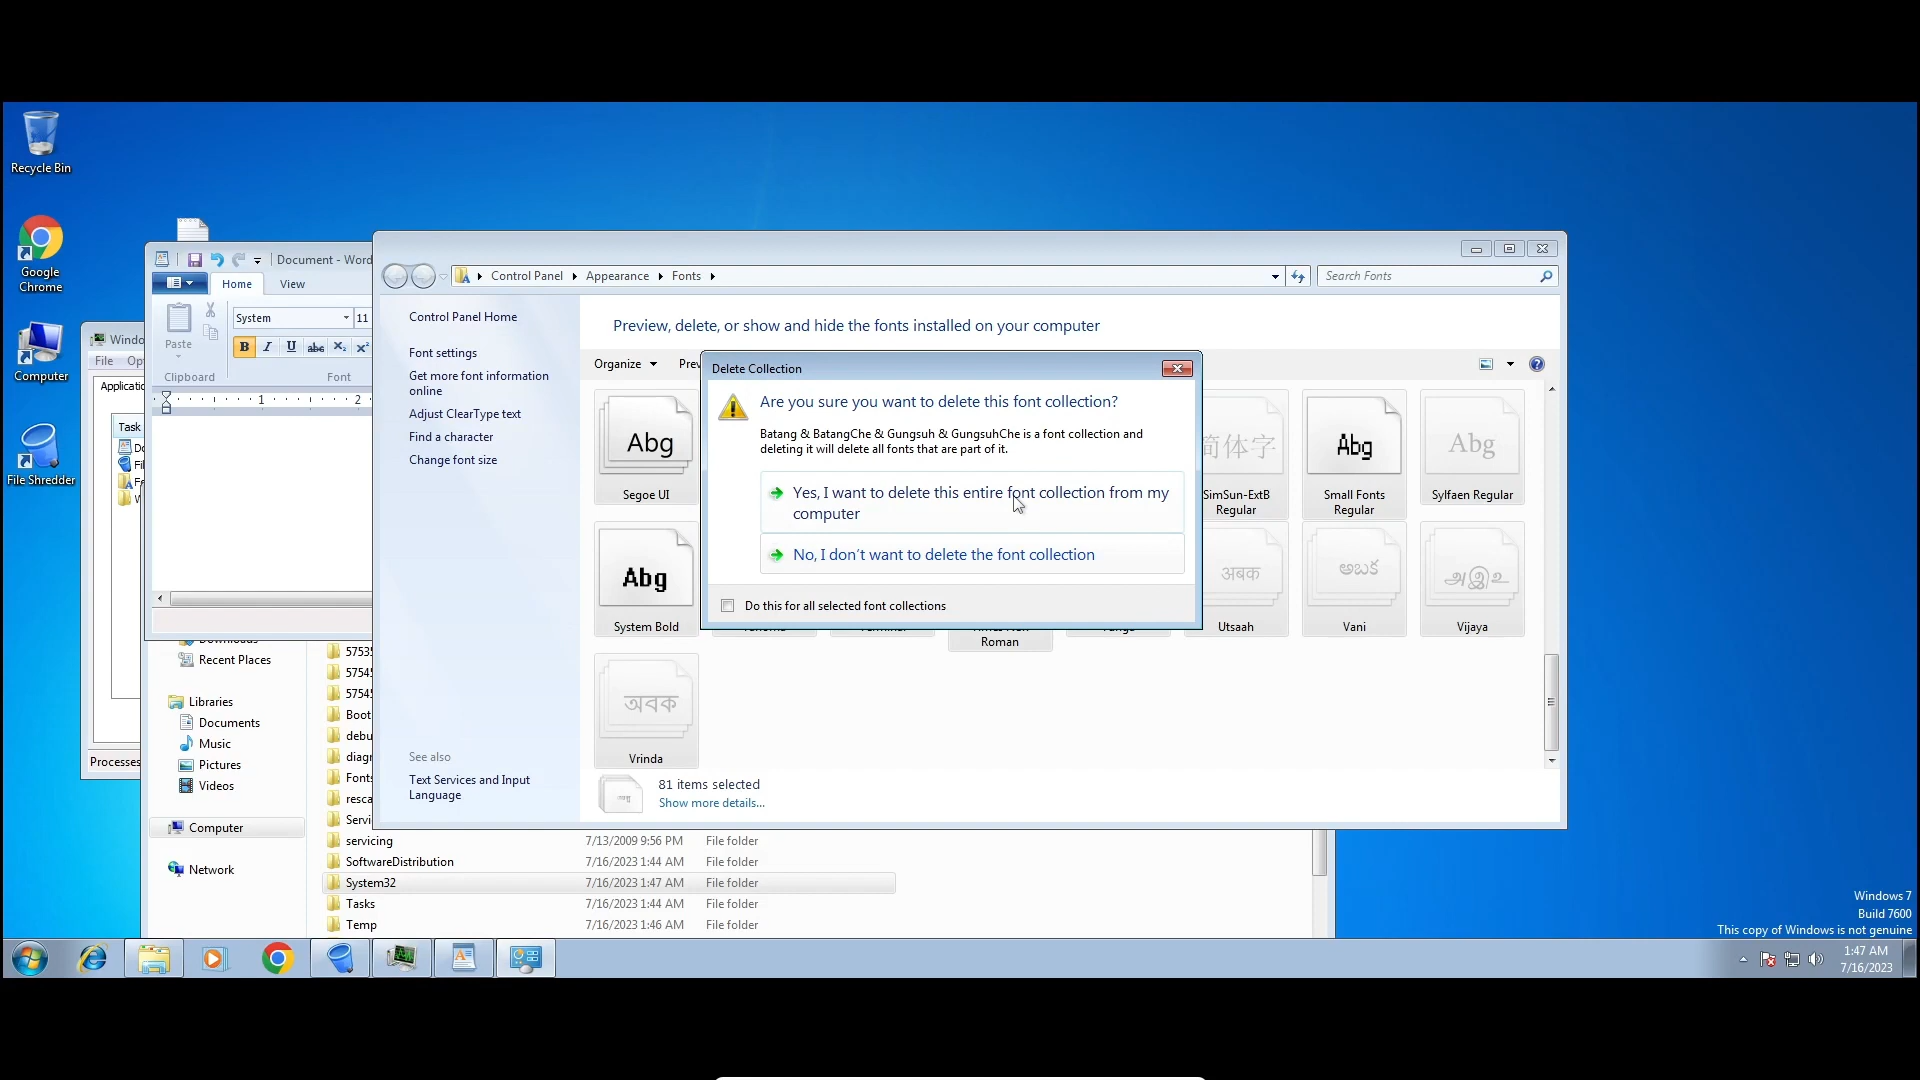 Recycle Bin
Google
Chrome
Computer
File Shredder
File
Task
Processes
Document - Word
Home
View
System
11
Paste
Clipboard
Font
1
2
B
I
U
abc
Control Panel
Appearance
Fonts
Search Fonts
Control Panel Home
Font settings
Get more font information
online
Adjust ClearType text
Find a character
Change font size
See also
Text Services and Input
Language
Preview, delete, or show and hide the fonts installed on your computer
Organize
Abg
Segoe UI
简体字
SimSun-ExtB
Regular
Abg
Small Fonts
Regular
Abg
Sylfaen Regular
Abg
System Bold
Roman
अबक
Utsaah
Vani
Vijaya
অবক
Vrinda
81 items selected
Show more details...
Delete Collection
Are you sure you want to delete this font collection?
Batang & BatangChe & Gungsuh & GungsuhChe is a font collection and
deleting it will delete all fonts that are part of it.
Yes, I want to delete this entire font collection from my
computer
No, I don't want to delete the font collection
Do this for all selected font collections
Recent Places
Libraries
Documents
Music
Pictures
Videos
Computer
Network
Boot
servicing 7/13/2009 9:56 PM File folder
SoftwareDistribution 7/16/2023 1:44 AM File folder
System32 7/16/2023 1:47 AM File folder
Tasks 7/16/2023 1:44 AM File folder
Temp 7/16/2023 1:46 AM File folder
Windows 7
Build 7600
This copy of Windows is not genuine
1:47 AM
7/16/2023